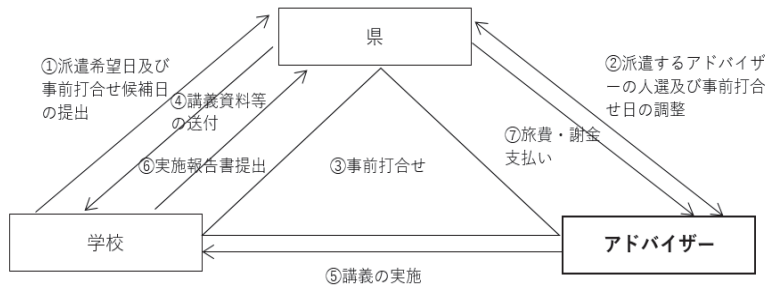 県
①派遣希望日及び
事前打合せ候補日
の提出
②派遣するアドバイザ
ーの人選及び事前打合
せ日の調整
④講義資料等
の送付
⑦旅費・謝金
支払い
⑥実施報告書提出
③事前打合せ
学校
アドバイザー
⑤講義の実施